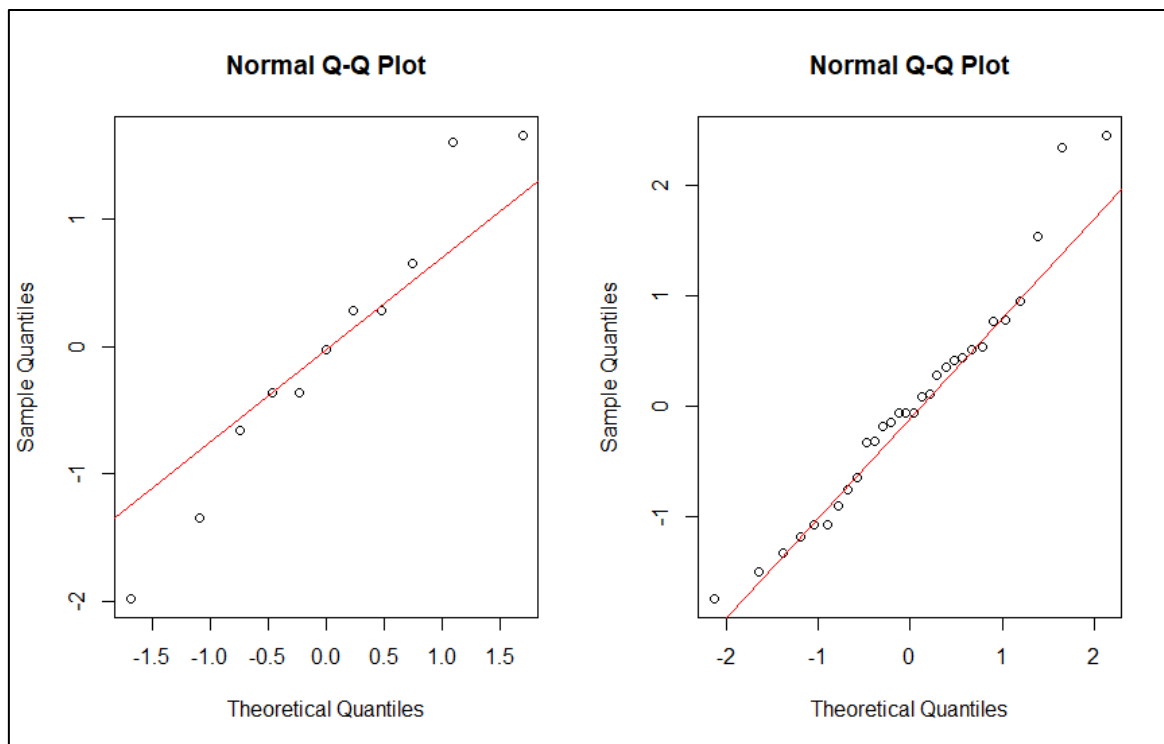 Normal Q-Q Plot
Sample Quantiles
1
0
-1
-2
-1.5 -1.0 -0.5 0.0 0.5 1.0 1.5
Theoretical Quantiles
Normal Q-Q Plot
Sample Quantiles
2
1
0
-1
-2 -1 0 1 2
Theoretical Quantiles